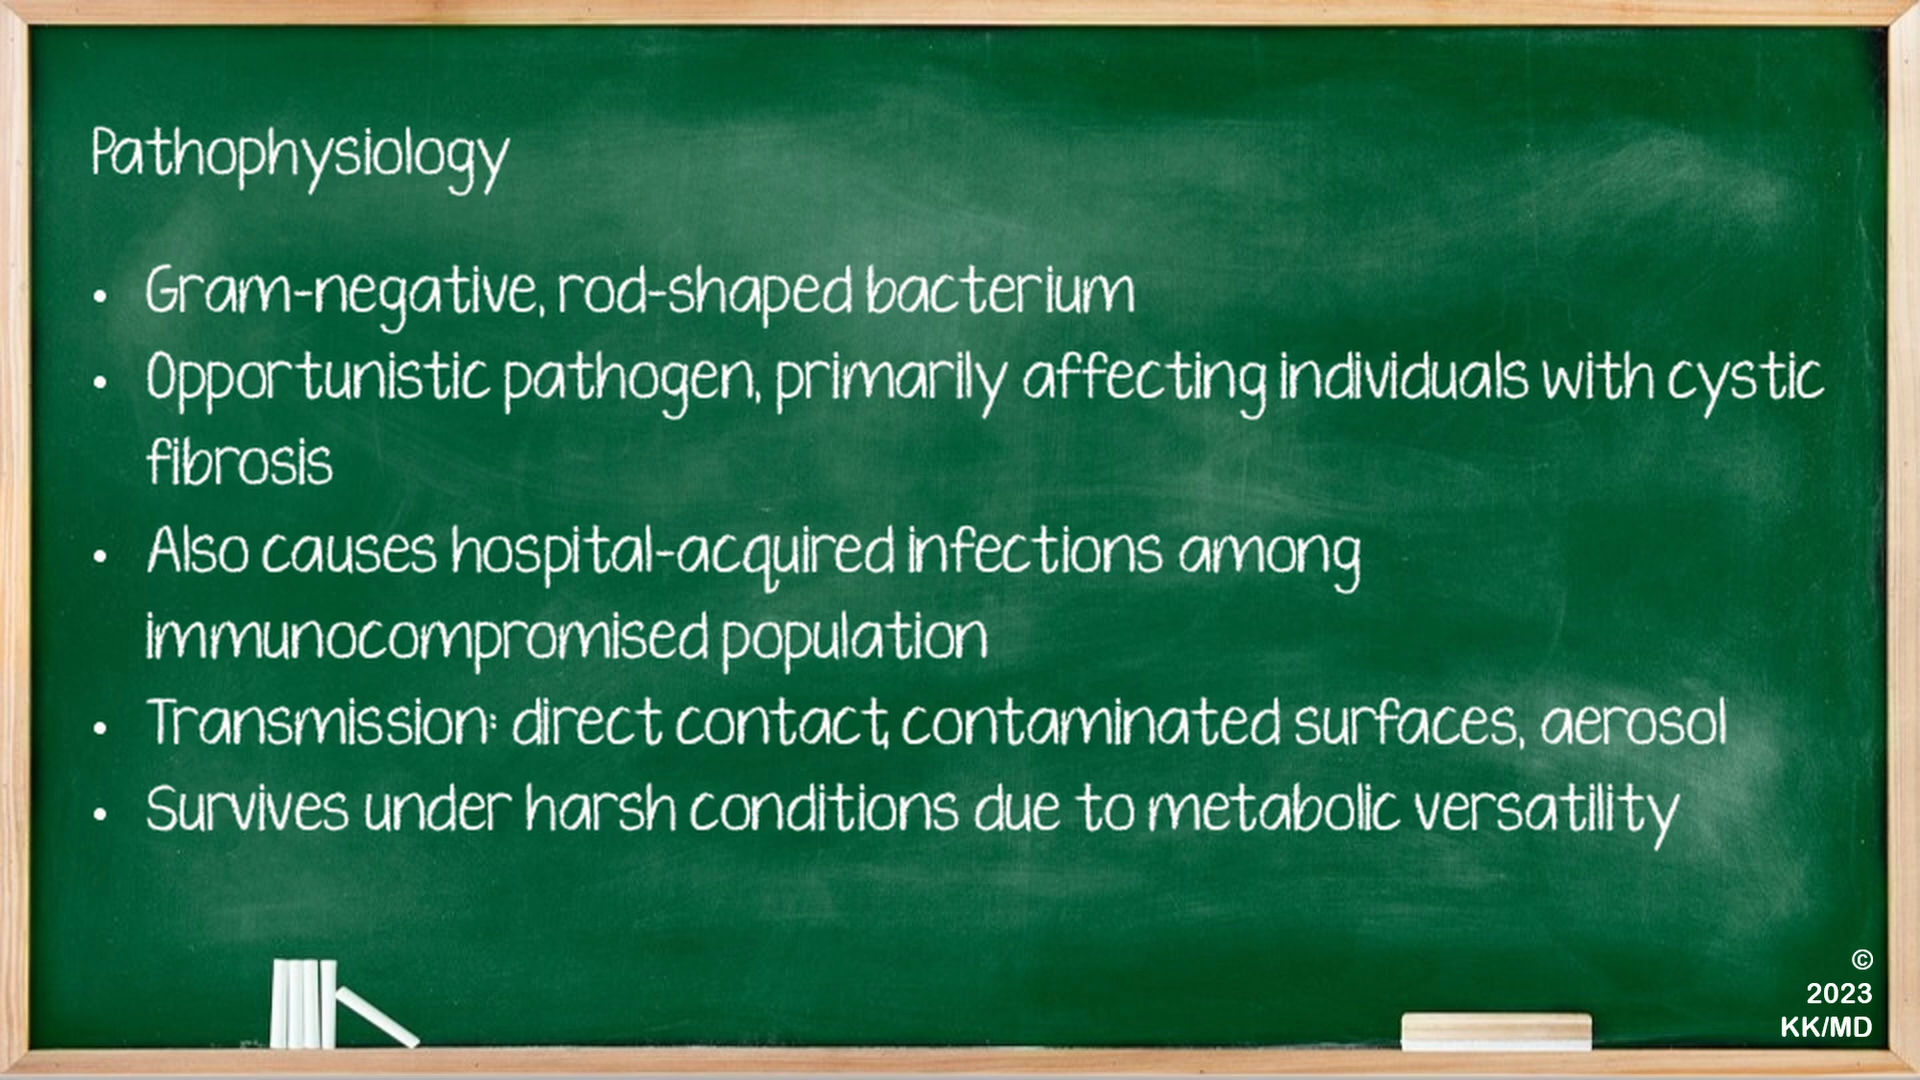 Pathophysiology
• Gram-negative, rod-shaped bacterium
• Opportunistic pathogen, primarily affecting individuals with cystic
fibrosis
• Also causes hospital-acquired infections among
immunocompromised population
• Transmission: direct contact, contaminated surfaces, aerosol
• Survives under harsh conditions due to metabolic versatility
©
2023
KK/MD